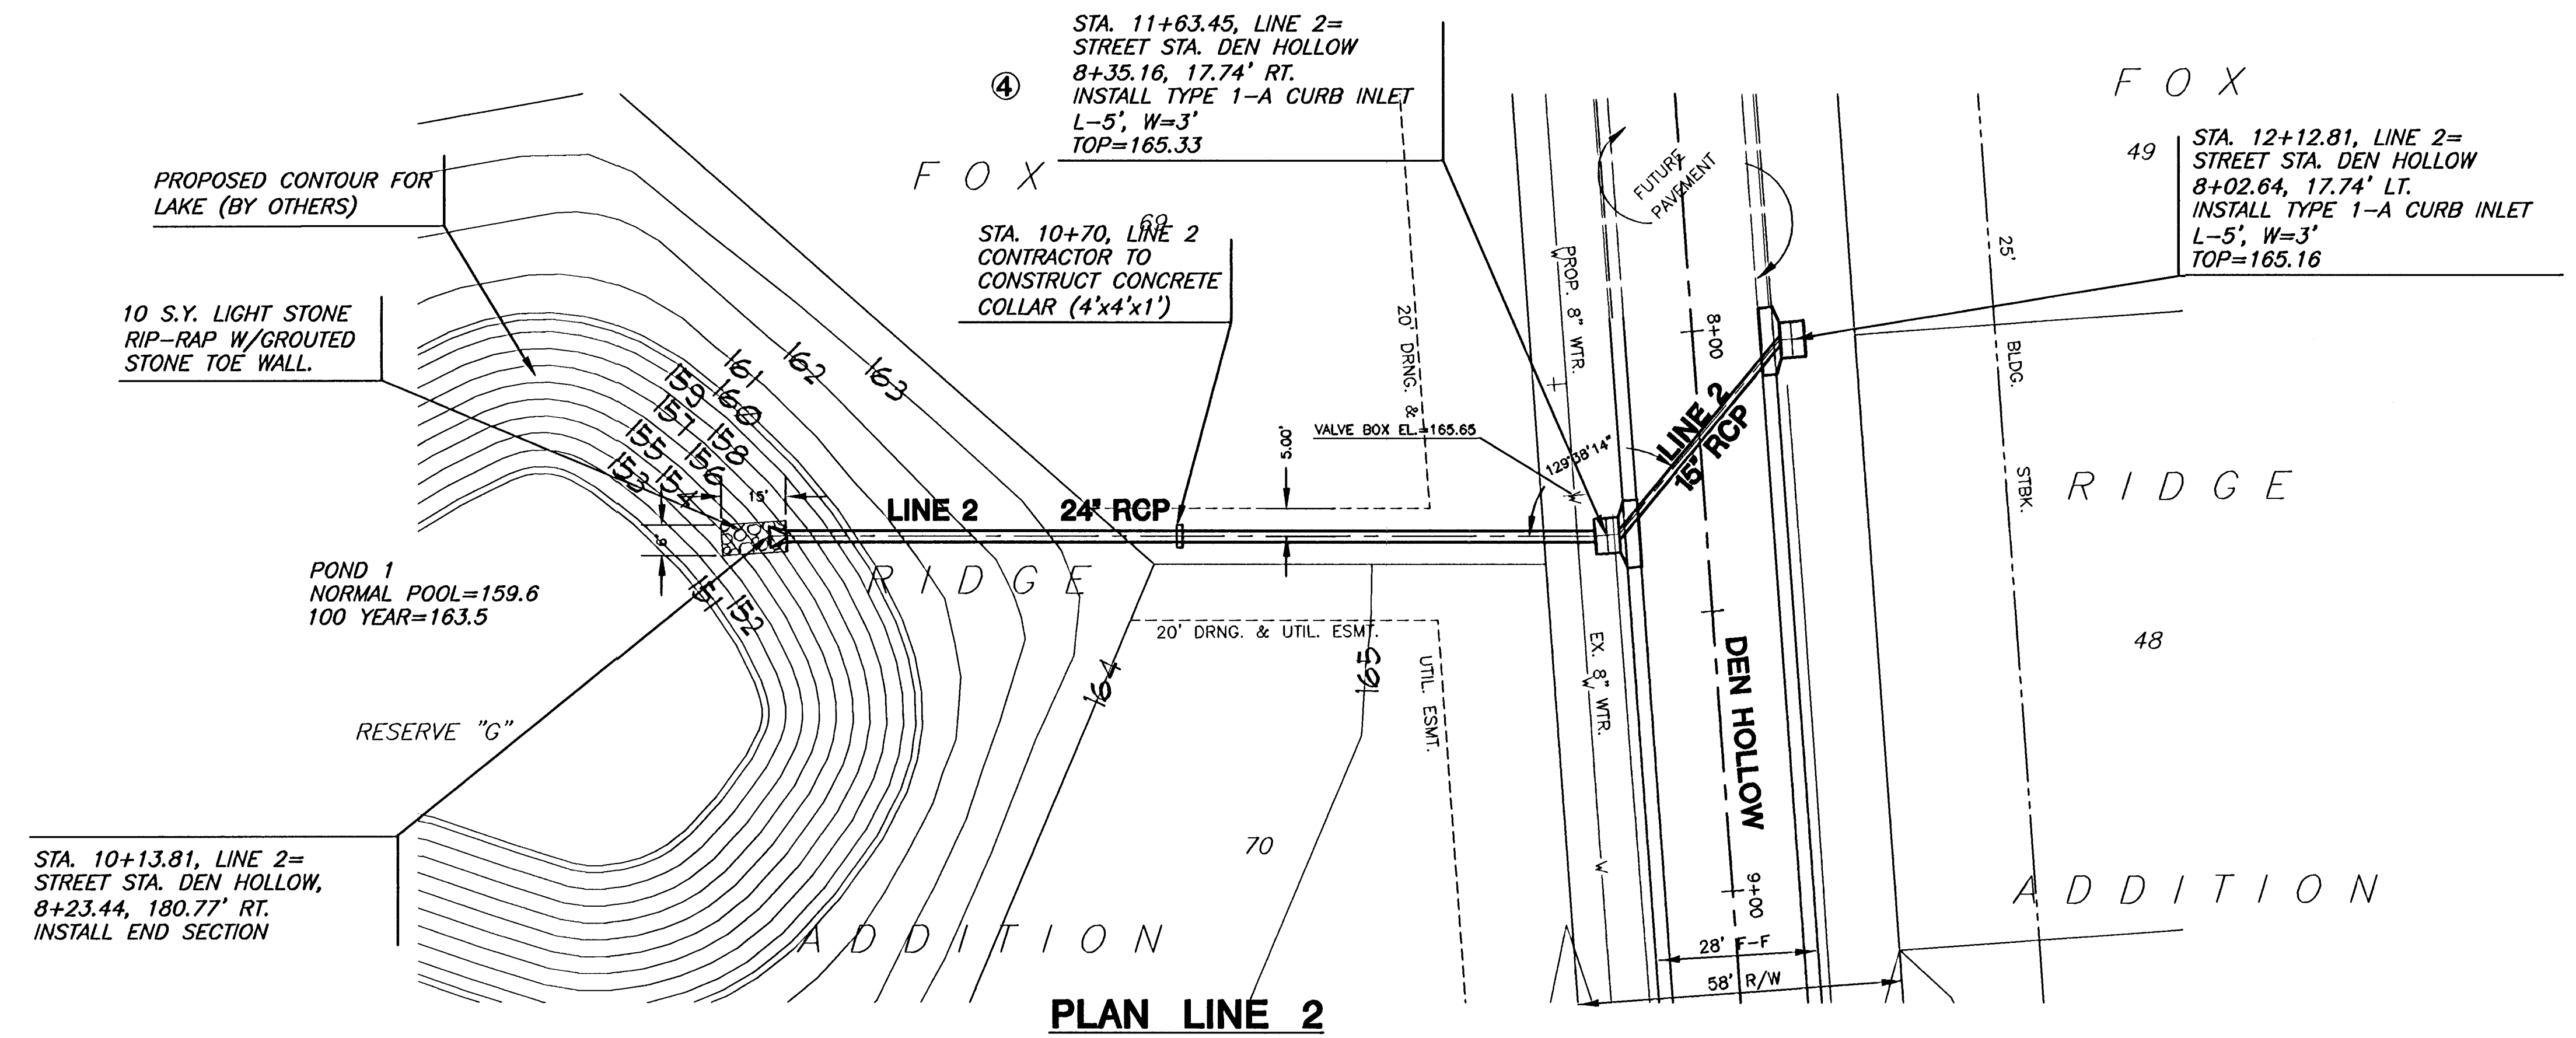 STA. 11+63.45, LINE 2=
STREET STA. DEN HOLLOW
8+35.16, 17.74' RT.
INSTALL TYPE 1-A CURB INLET
L-5', W=3'
TOP=165.33
④
FOX
49
STA. 12+12.81, LINE 2=
STREET STA. DEN HOLLOW
8+02.64, 17.74' LT.
INSTALL TYPE 1-A CURB INLET
L-5', W=3'
TOP=165.16
FOX
69
PROPOSED CONTOUR FOR
LAKE (BY OTHERS)
STA. 10+70, LINE 2
CONTRACTOR TO
CONSTRUCT CONCRETE
COLLAR (4'x4'x1')
10 S.Y. LIGHT STONE
RIP-RAP W/GROUTED
STONE TOE WALL.
FUTURE
PAVEMENT
PROP. 8" WTR.
W
20' DRNG. &
8+00
25'
BLDG.
STBK.
161
162
163
159
160
157
158
155
156
153
154
151
152
15'
6'
LINE 2
24" RCP
5.00'
VALVE BOX EL.=165.65
129°38'14"
W
LINE 2
15" RCP
RIDGE
POND 1
NORMAL POOL=159.6
100 YEAR=163.5
RIDGE
20' DRNG. & UTIL. ESMT.
UTIL. ESMT.
164
165
EX. 8" WTR.
W
W
DEN HOLLOW
48
RESERVE "G"
70
9+00
STA. 10+13.81, LINE 2=
STREET STA. DEN HOLLOW,
8+23.44, 180.77' RT.
INSTALL END SECTION
ADDITION
ADDITION
28' F-F
58' R/W
PLAN LINE 2